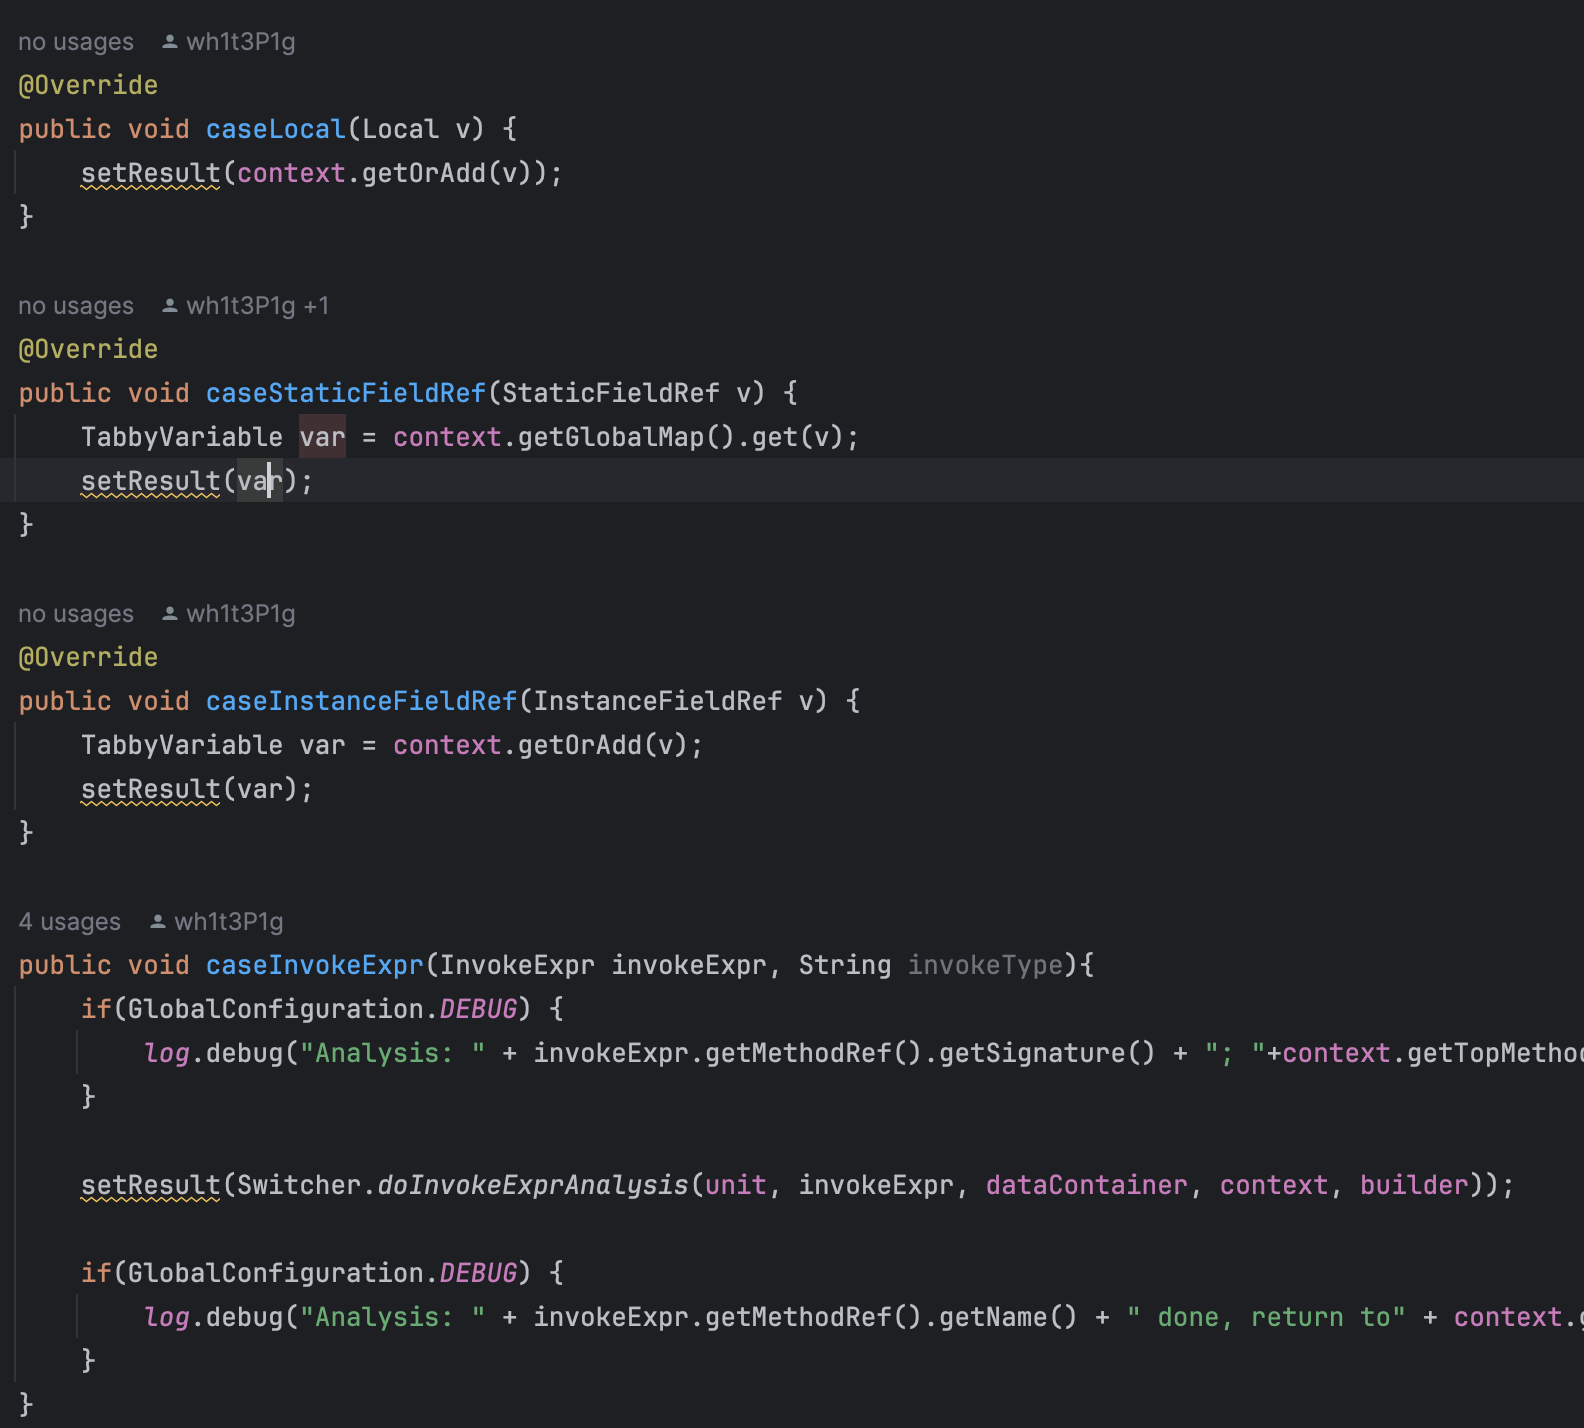 no usages wh1t3P1g
@Override
public void caseLocal(Local v) {
    setResult(context.getOrAdd(v));
}
no usages wh1t3P1g +1
@Override
public void caseStaticFieldRef(StaticFieldRef v) {
    TabbyVariable var = context.getGlobalMap().get(v);
    setResult(var);
}
no usages wh1t3P1g
@Override
public void caseInstanceFieldRef(InstanceFieldRef v) {
    TabbyVariable var = context.getOrAdd(v);
    setResult(var);
}
4 usages wh1t3P1g
public void caseInvokeExpr(InvokeExpr invokeExpr, String invokeType){
    if(GlobalConfiguration.DEBUG) {
        log.debug("Analysis: " + invokeExpr.getMethodRef().getSignature() + "; "+context.getTopMethod
    }
    setResult(Switcher.doInvokeExprAnalysis(unit, invokeExpr, dataContainer, context, builder));
    if(GlobalConfiguration.DEBUG) {
        log.debug("Analysis: " + invokeExpr.getMethodRef().getName() + " done, return to" + context.g
    }
}